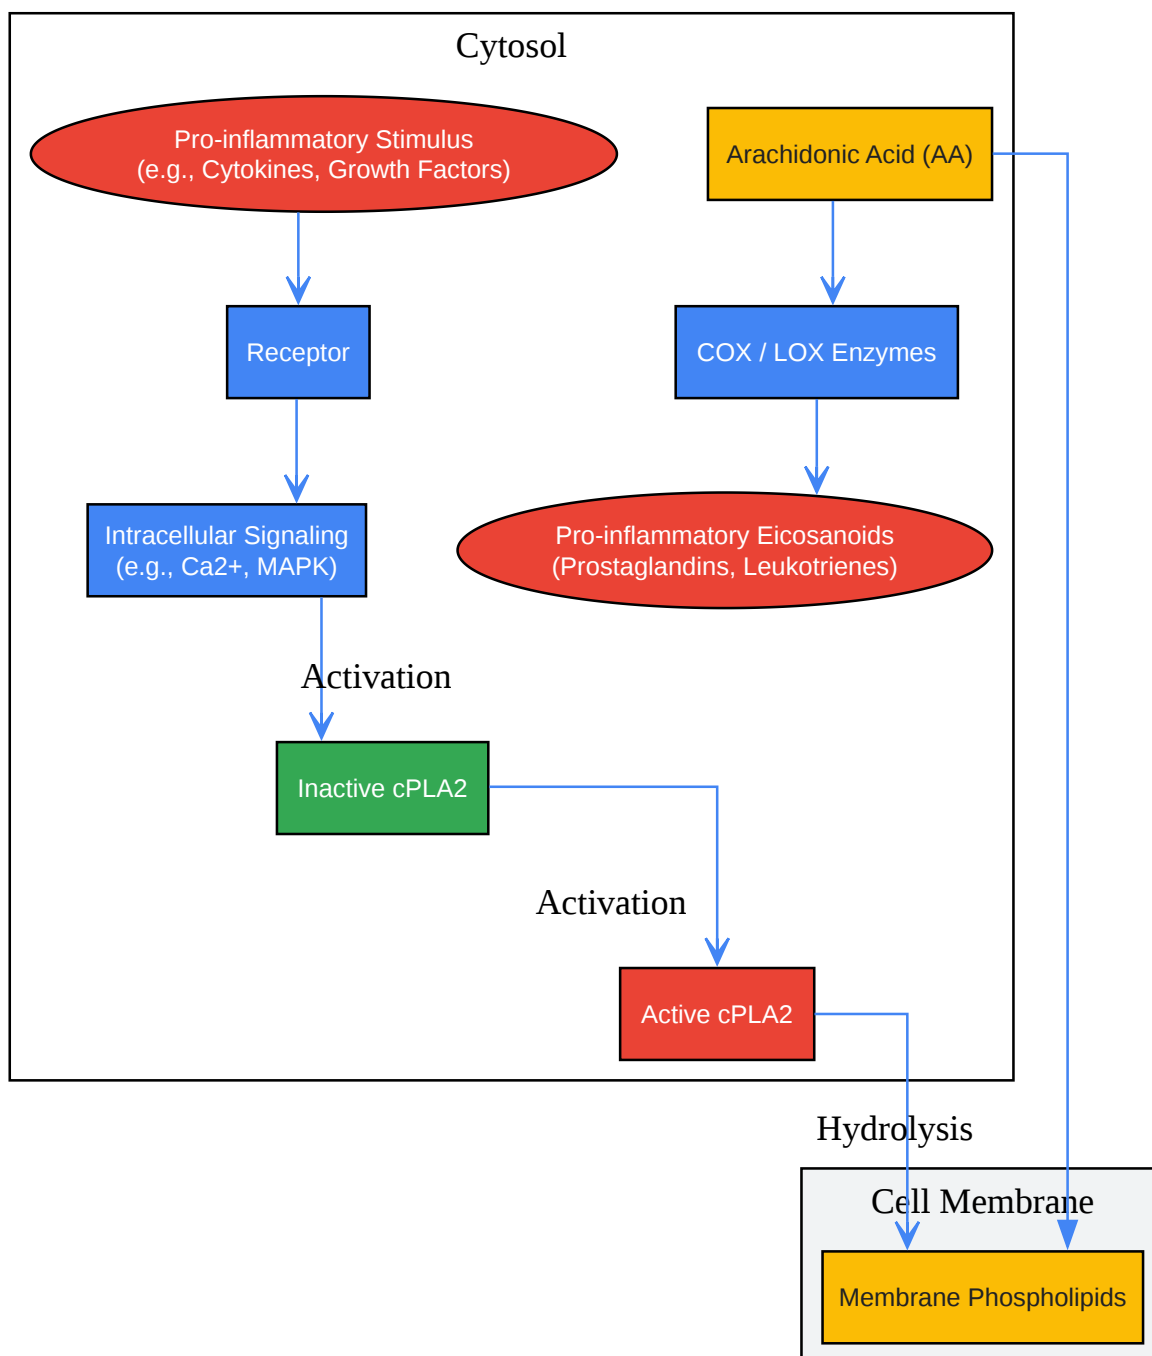 Cytosol
Pro-inflammatory Stimulus
(e.g., Cytokines, Growth Factors)
Arachidonic Acid (AA)
Receptor
COX / LOX Enzymes
Intracellular Signaling
(e.g., Ca2+, MAPK)
Pro-inflammatory Eicosanoids
(Prostaglandins, Leukotrienes)
Activation
Inactive cPLA2
Activation
Active cPLA2
Hydrolysis
Cell Membrane
Membrane Phospholipids